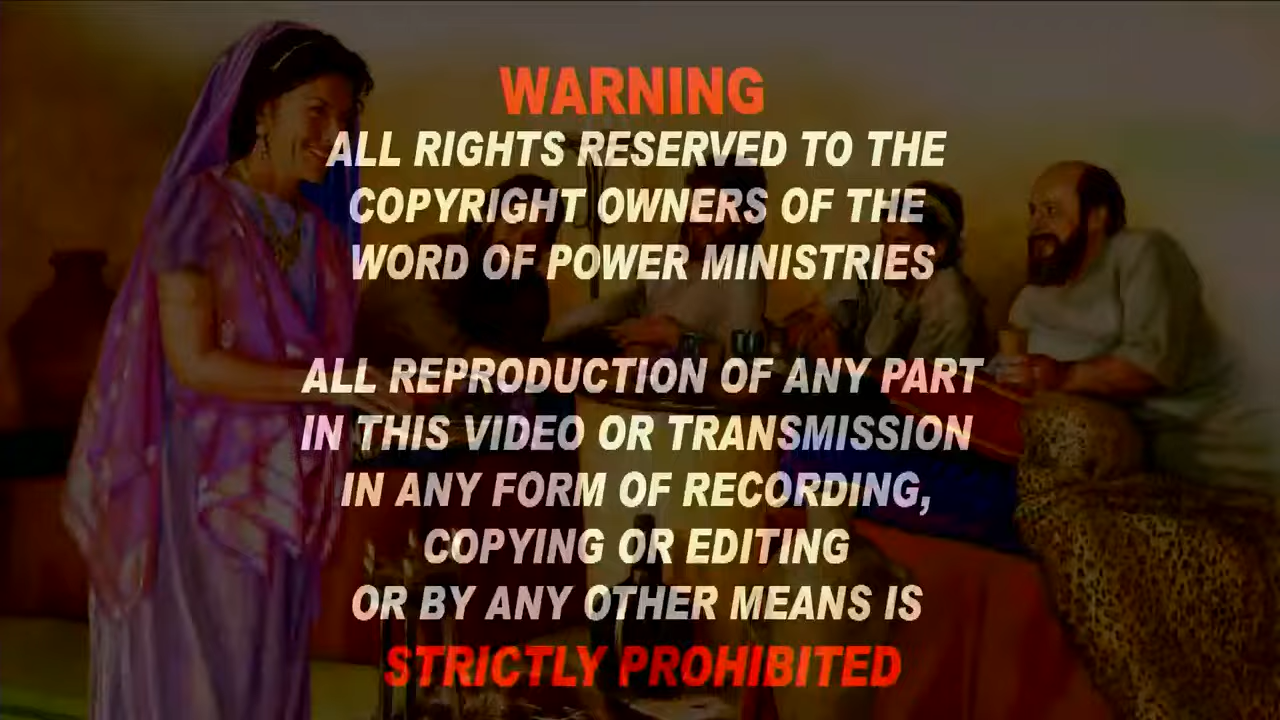 WARNING
ALL RIGHTS RESERVED TO THE
COPYRIGHT OWNERS OF THE
WORD OF POWER MINISTRIES
ALL REPRODUCTION OF ANY PART
IN THIS VIDEO OR TRANSMISSION
IN ANY FORM OF RECORDING,
COPYING OR EDITING
OR BY ANY OTHER MEANS IS
STRICTLY PROHIBITED